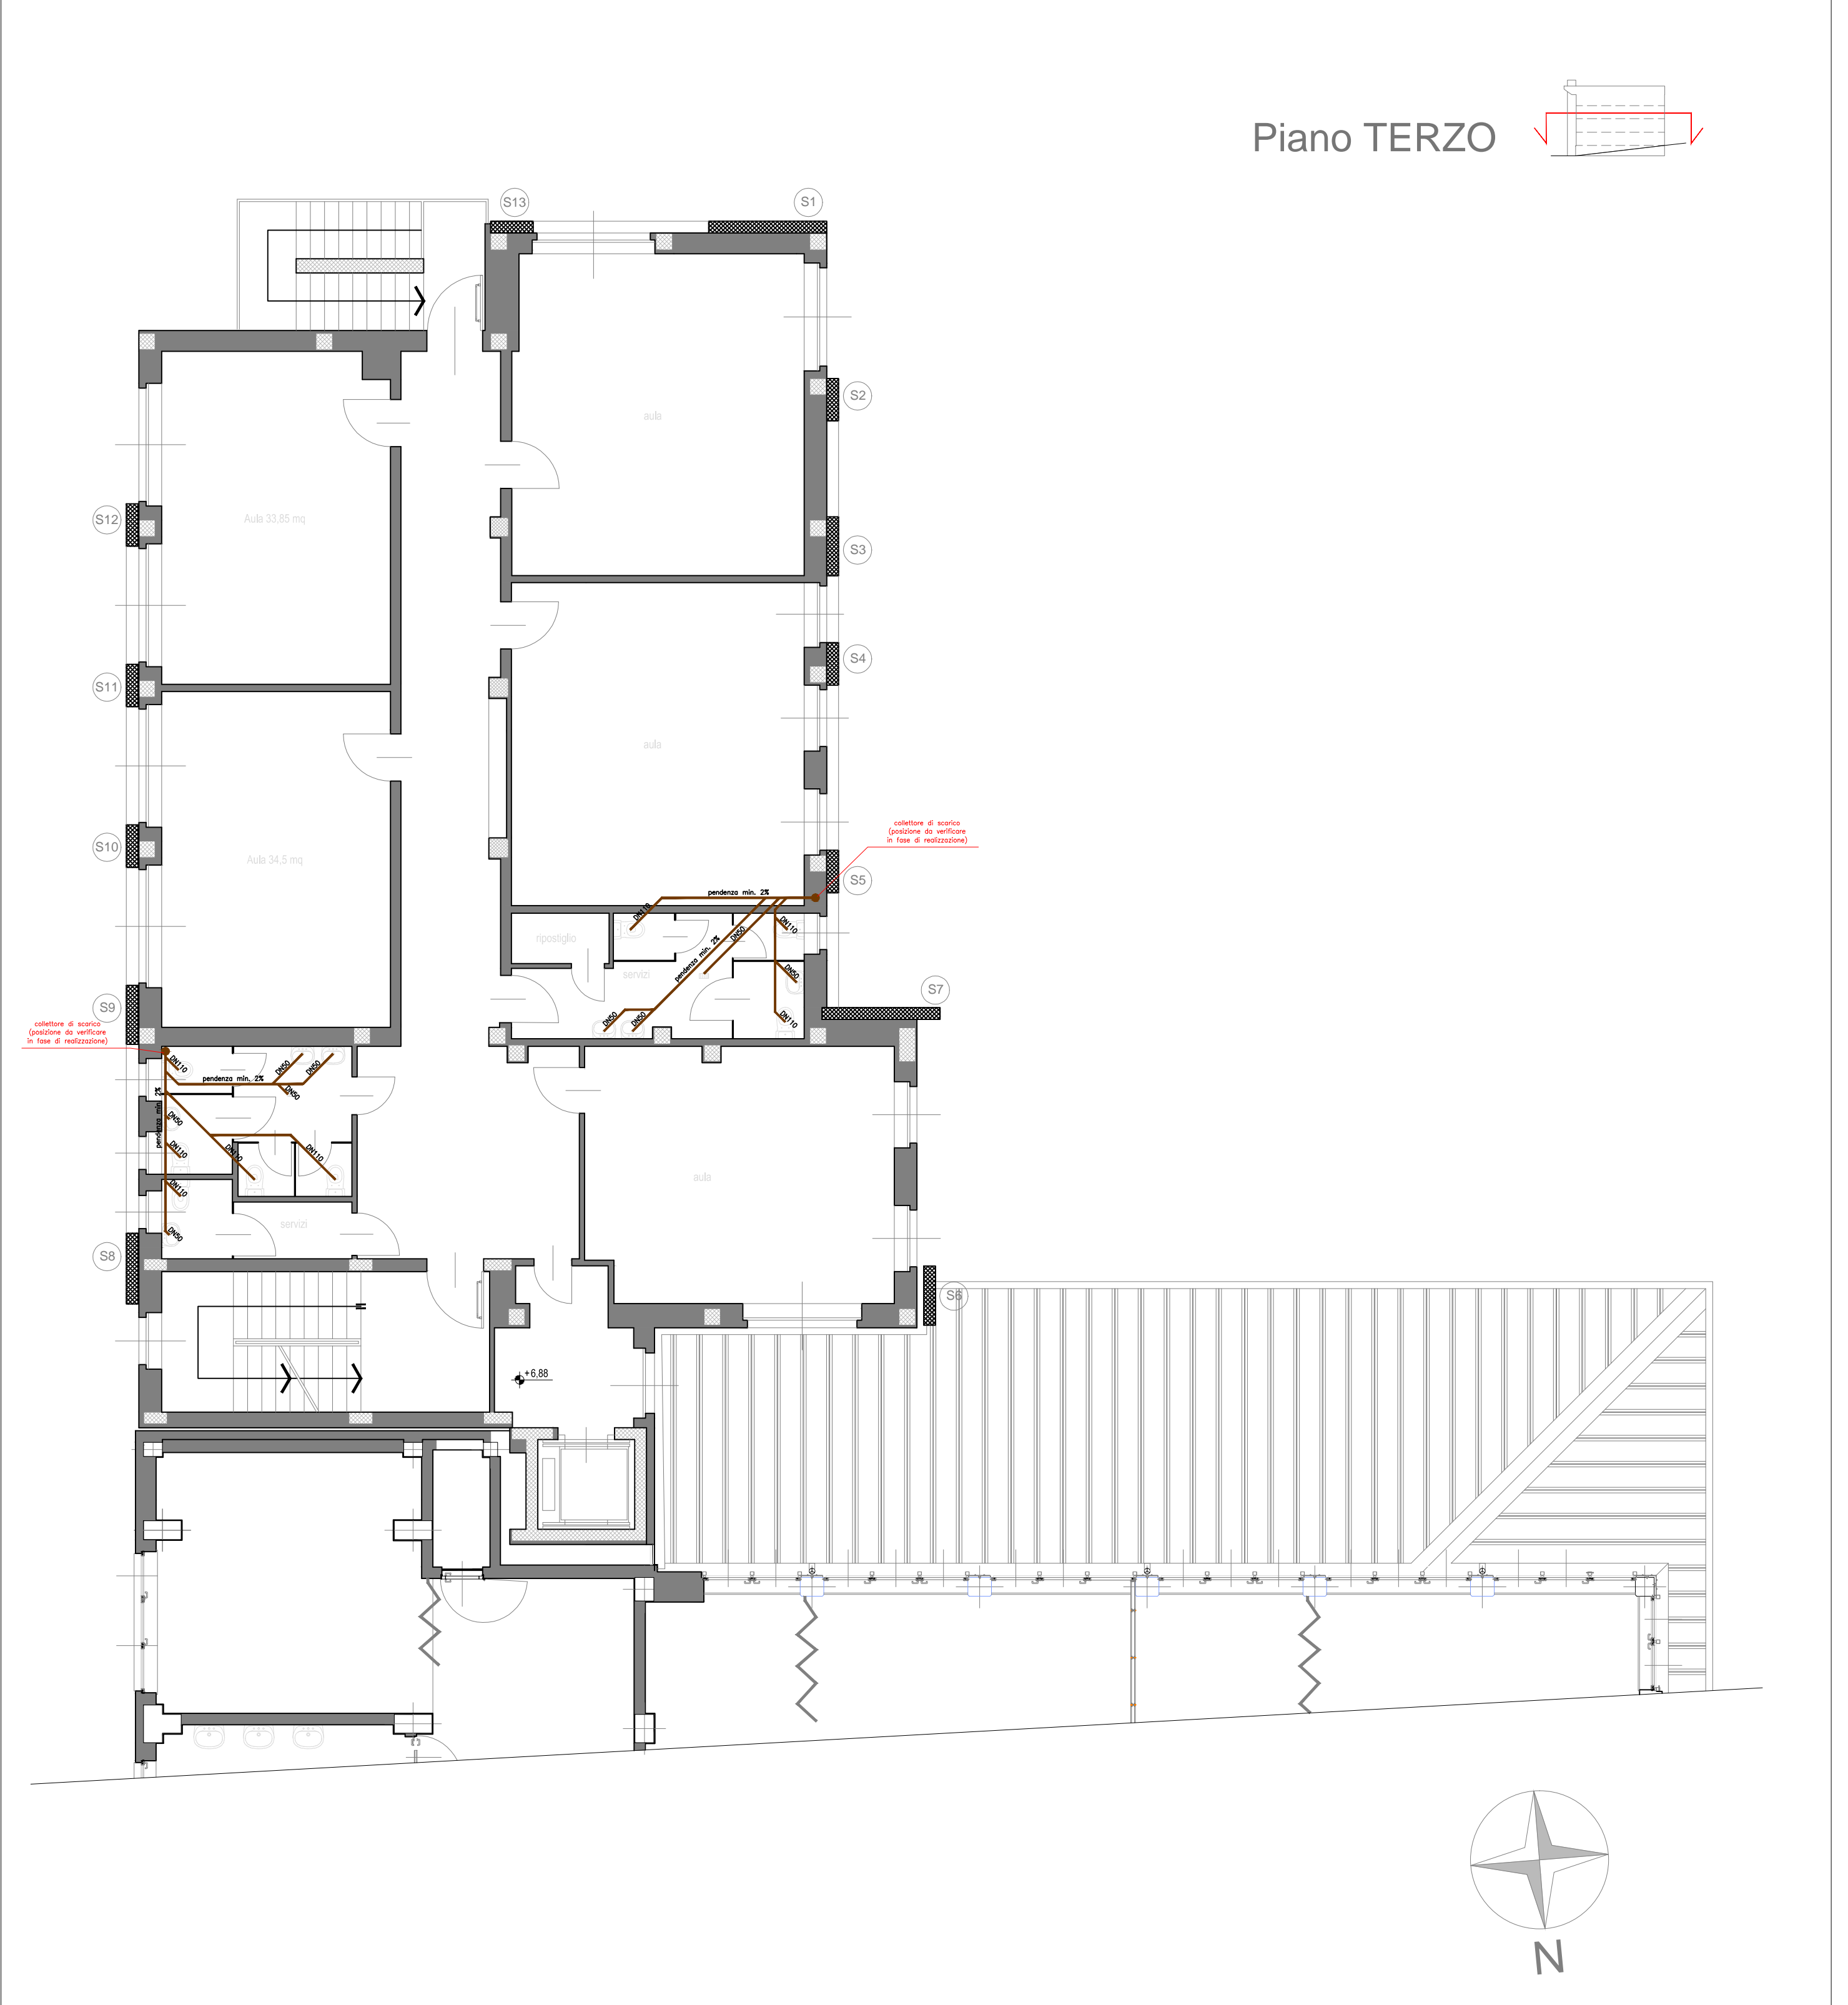 Piano TERZO
S13
S1
S2
aula
S12
Aula 33,85 mq
S3
S4
S11
aula
collettore di scarico
(posizione da verificare
in fase di realizzazione)
S10
Aula 34,5 mq
S5
pendenza min. 2%
DN110
DN110
DN50
ripostiglio
pendenza min. 2%
servizi
DN50
S7
S9
DN50
DN50
DN110
collettore di scarico
(posizione da verificare
in fase di realizzazione)
DN110
DN50
DN50
pendenza min. 2%
DN50
pendenza min. 2%
DN50
DN110
DN110
DN110
aula
DN110
servizi
DN50
S8
S6
+6,88
N